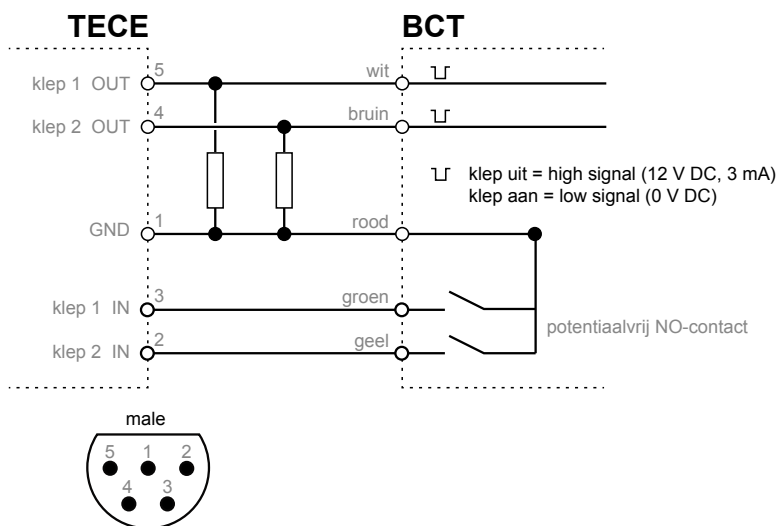 TECE BCT
klep 1 OUT 5 wit
klep 2 OUT 4 bruin
klep uit = high signal (12 V DC, 3 mA)
klep aan = low signal (0 V DC)
GND 1 rood
klep 1 IN 3 groen
potentiaalvrij NO-contact
klep 2 IN 2 geel
male
5 1 2
4 3